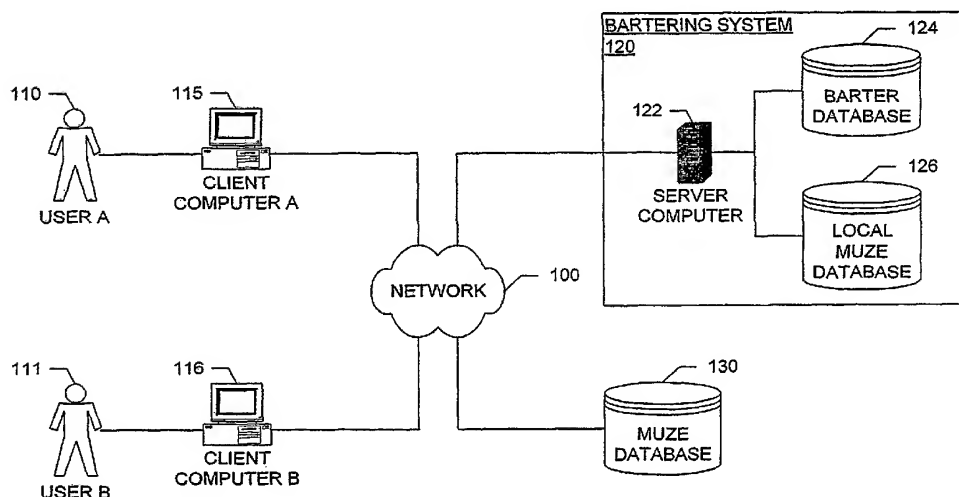 BARTERING SYSTEM
120
124
BARTER
DATABASE
110
115
122
USER A
CLIENT
COMPUTER A
SERVER
COMPUTER
126
LOCAL
MUZE
DATABASE
NETWORK
100
111
116
130
USER B
CLIENT
COMPUTER B
MUZE
DATABASE